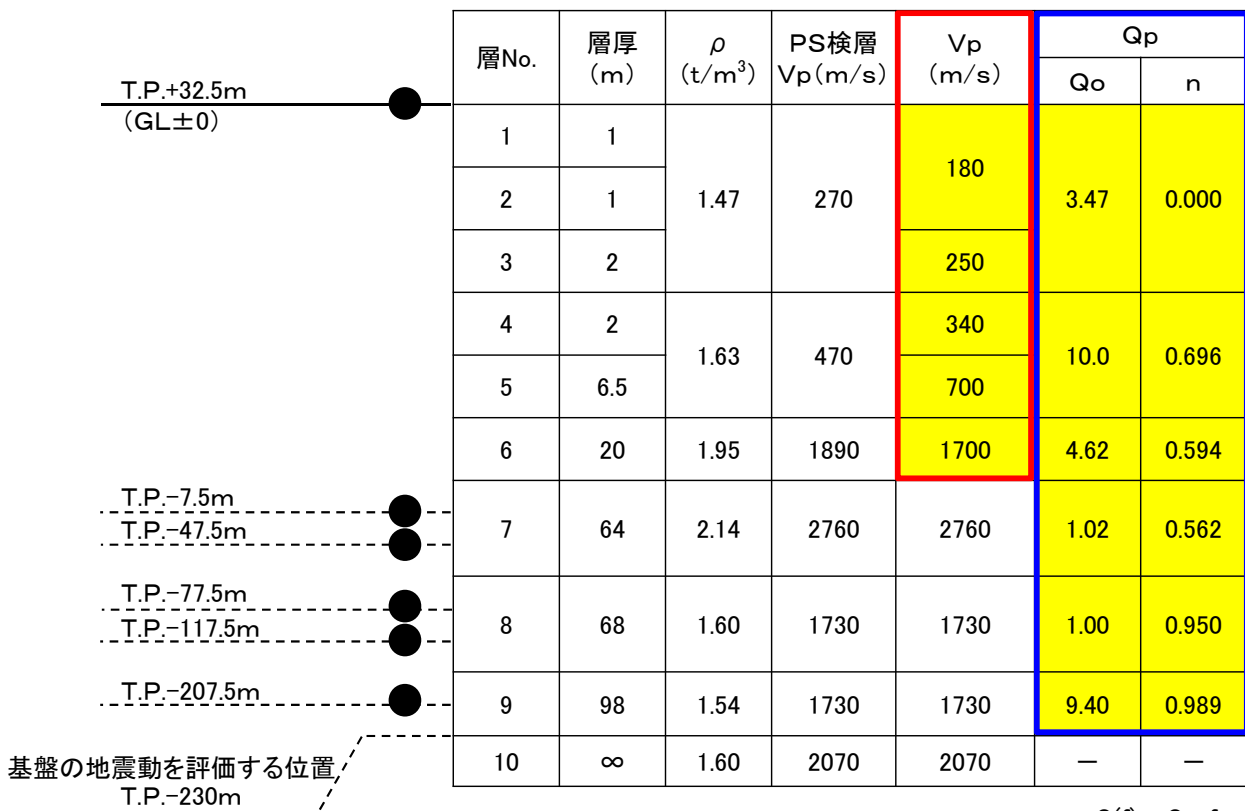 層No. 層厚（m） ρ（t/m³） PS検層Vp（m/s） Vp（m/s） Qp
Qo n
T.P.+32.5m
（GL±0）
1 1 1.47 270 180 3.47 0.000
2 1
3 2 250
4 2 1.63 470 340 10.0 0.696
5 6.5 700
6 20 1.95 1890 1700 4.62 0.594
T.P.-7.5m
T.P.-47.5m
7 64 2.14 2760 2760 1.02 0.562
T.P.-77.5m
T.P.-117.5m
8 68 1.60 1730 1730 1.00 0.950
T.P.-207.5m
9 98 1.54 1730 1730 9.40 0.989
基盤の地震動を評価する位置
T.P.-230m
10 ∞ 1.60 2070 2070 － －